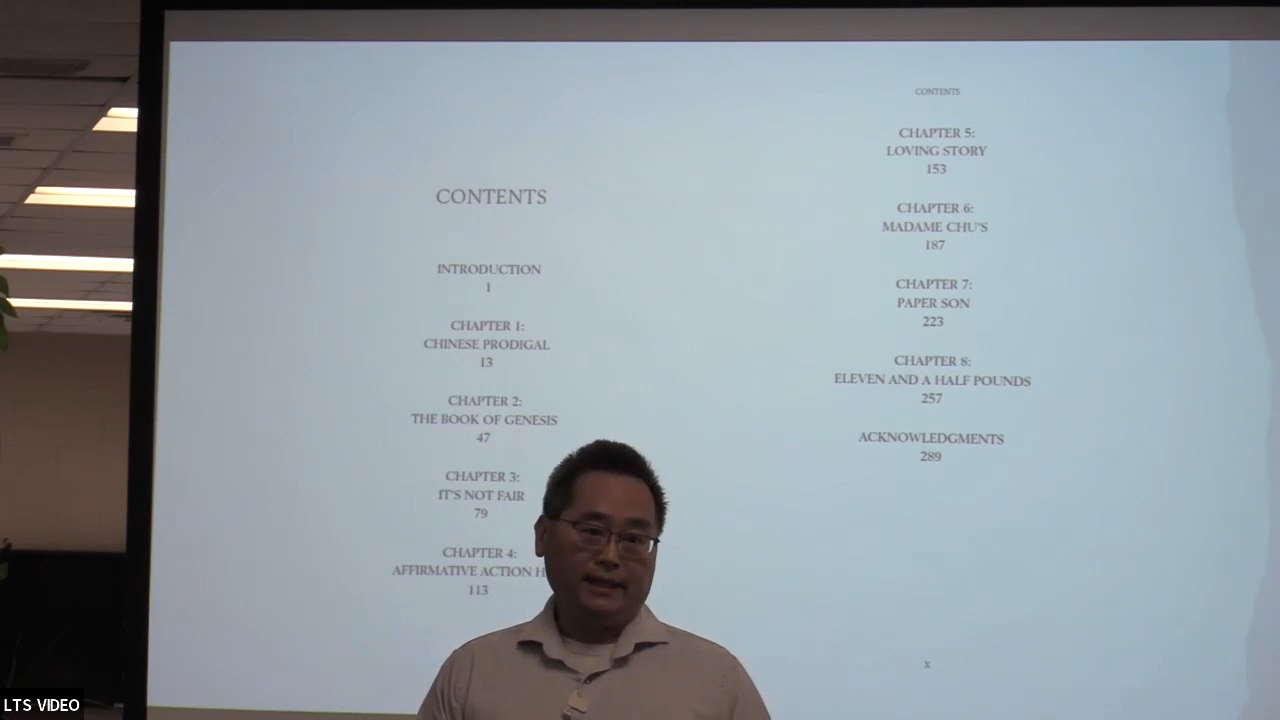 CONTENTS
INTRODUCTION
1
CHAPTER 1:
CHINESE PRODIGAL
13
CHAPTER 2:
THE BOOK OF GENESIS
47
CHAPTER 3:
IT'S NOT FAIR
79
CHAPTER 4:
AFFIRMATIVE ACTION
113
CONTENTS
CHAPTER 5:
LOVING STORY
153
CHAPTER 6:
MADAME CHU'S
187
CHAPTER 7:
PAPER SON
223
CHAPTER 8:
ELEVEN AND A HALF POUNDS
257
ACKNOWLEDGMENTS
289
x
LTS VIDEO